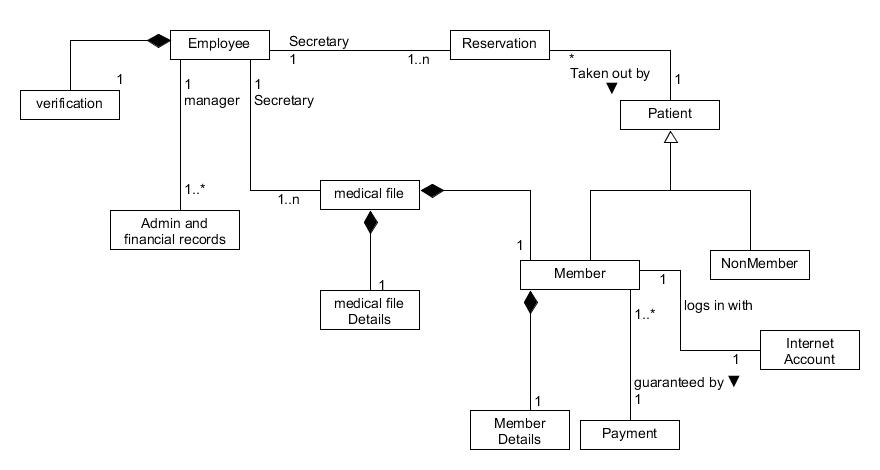 Employee
Secretary
1
1..n
Reservation
*
Taken out by
▼
1
Patient
1
verification
1
manager
1
Secretary
1..*
1..n
medical file
Admin and
financial records
1
1
medical file
Details
Member
NonMember
1
logs in with
1..*
Internet
Account
1
guaranteed by ▼
1
1
Member
Details
Payment